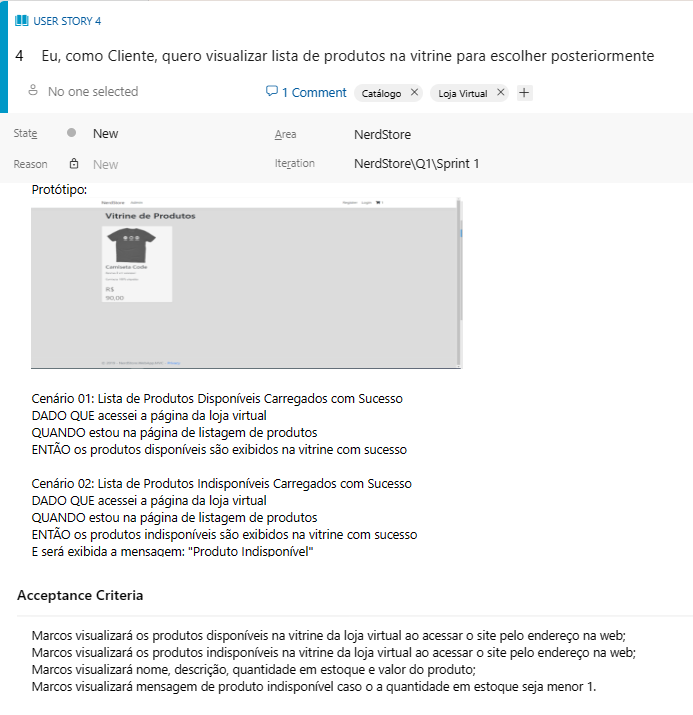 USER STORY 4
4 Eu, como Cliente, quero visualizar lista de produtos na vitrine para escolher posteriormente
No one selected 1 Comment Catálogo Loja Virtual
State New Area NerdStore
Reason New Iteration NerdStore\Q1\Sprint 1
Protótipo:
NerdStore Admin Register Login
Vitrine de Produtos
Camiseta Code
R$
90,00
Cenário 01: Lista de Produtos Disponíveis Carregados com Sucesso
DADO QUE acessei a página da loja virtual
QUANDO estou na página de listagem de produtos
ENTÃO os produtos disponíveis são exibidos na vitrine com sucesso
Cenário 02: Lista de Produtos Indisponíveis Carregados com Sucesso
DADO QUE acessei a página da loja virtual
QUANDO estou na página de listagem de produtos
ENTÃO os produtos indisponíveis são exibidos na vitrine com sucesso
E será exibida a mensagem: "Produto Indisponível"
Acceptance Criteria
Marcos visualizará os produtos disponíveis na vitrine da loja virtual ao acessar o site pelo endereço na web;
Marcos visualizará os produtos indisponíveis na vitrine da loja virtual ao acessar o site pelo endereço na web;
Marcos visualizará nome, descrição, quantidade em estoque e valor do produto;
Marcos visualizará mensagem de produto indisponível caso o a quantidade em estoque seja menor 1.